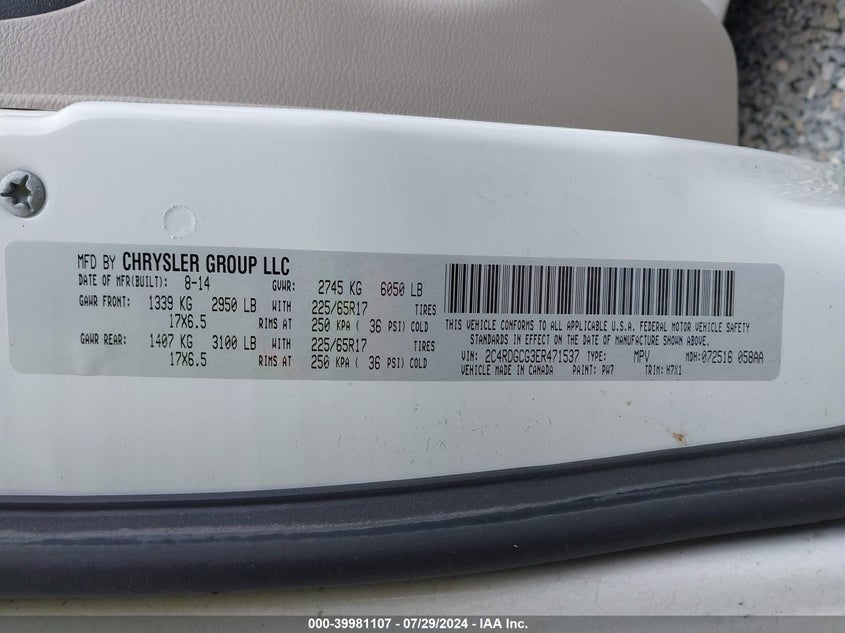 MFD BY CHRYSLER GROUP LLC
DATE OF MFR(BUILT): 8-14 GVWR: 2745 KG 6050 LB
GAWR FRONT: 1339 KG 2950 LB WITH 225/65R17 TIRES
17X6.5 RIMS AT 250 KPA ( 36 PSI) COLD
GAWR REAR: 1407 KG 3100 LB WITH 225/65R17 TIRES
17X6.5 RIMS AT 250 KPA ( 36 PSI) COLD
THIS VEHICLE CONFORMS TO ALL APPLICABLE U.S.A. FEDERAL MOTOR VEHICLE SAFETY
STANDARDS IN EFFECT ON THE DATE OF MANUFACTURE SHOWN ABOVE.
VIN: 2C4RDGCG3ER471537 TYPE: MPV MDH:072516 058AA
VEHICLE MADE IN CANADA PAINT: PW7 TRIM: H7X1
000-39981107 / 07/29/2024 - IAA Inc.